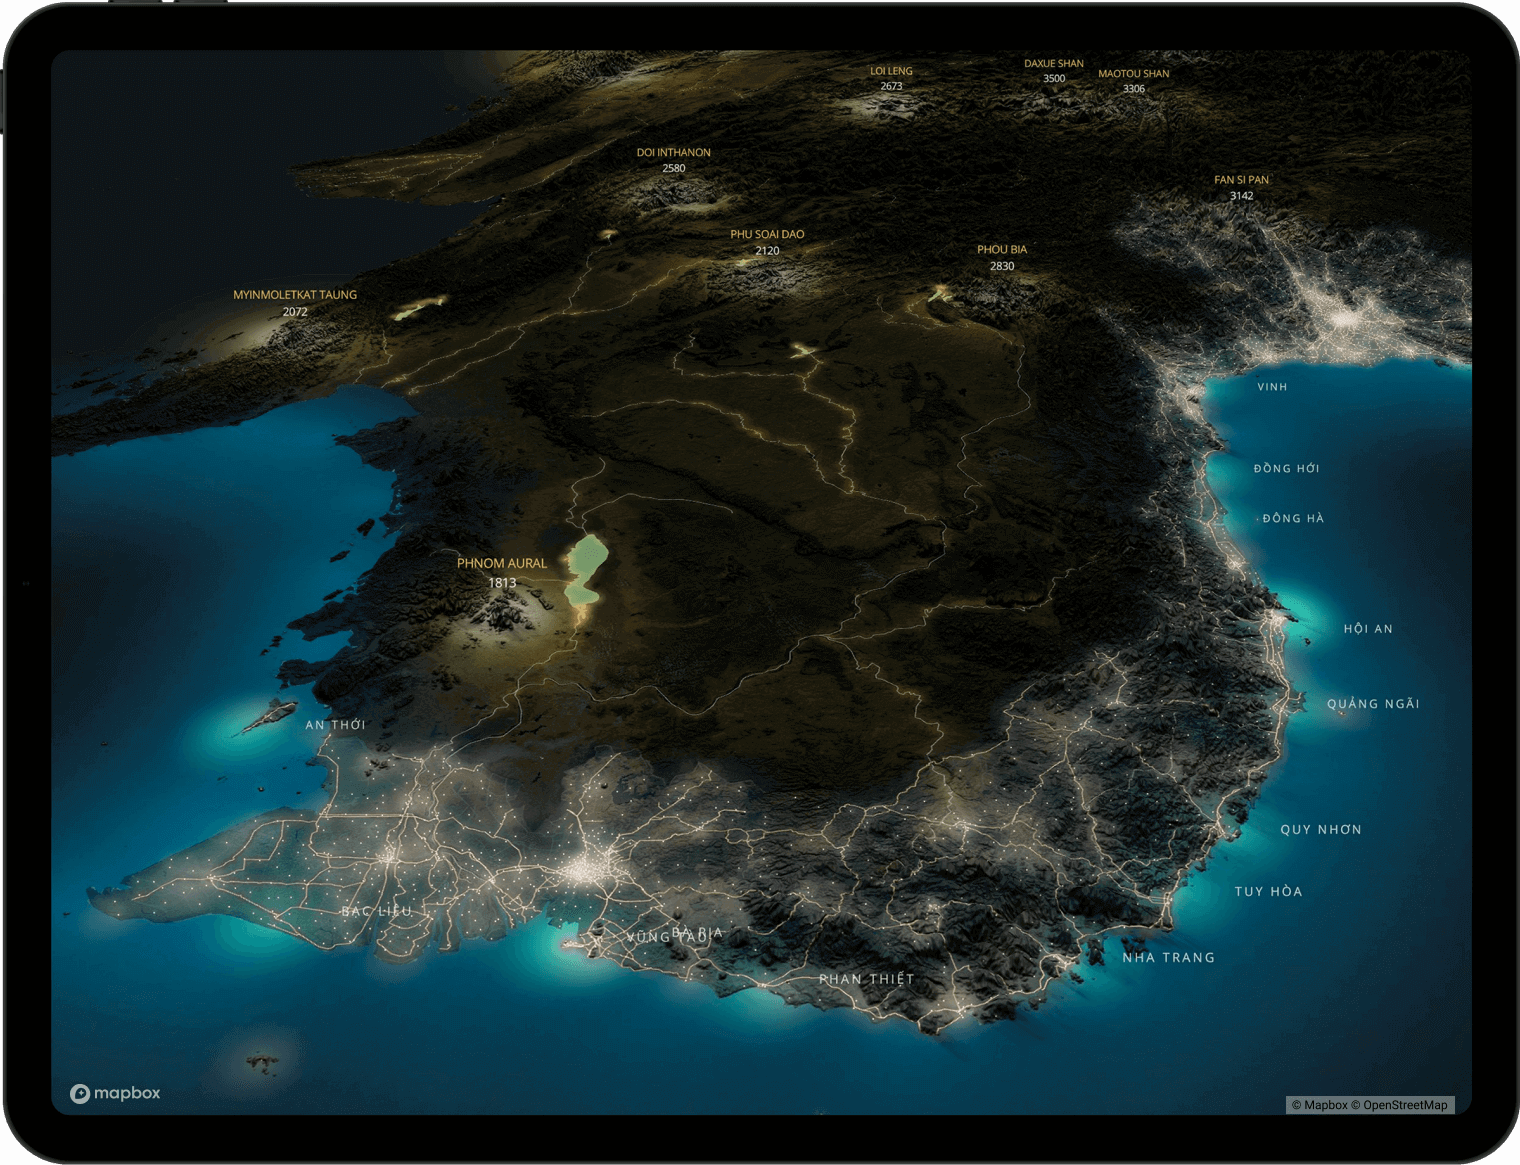 LOI LENG
2673
DAXUE SHAN
3500
MAOTOU SHAN
3306
DOI INTHANON
2580
FAN SI PAN
3142
PHU SOAI DAO
2120
PHOU BIA
2830
MYINMOLETKAT TAUNG
2072
VINH
ĐỒNG HỚI
ĐÔNG HÀ
PHNOM AURAL
1813
HỘI AN
QUẢNG NGÃI
AN THỚI
QUY NHƠN
TUY HÒA
BẠC LIÊU
BÀ RỊA
VŨNG TÀU
NHA TRANG
PHAN THIẾT
mapbox
© Mapbox © OpenStreetMap